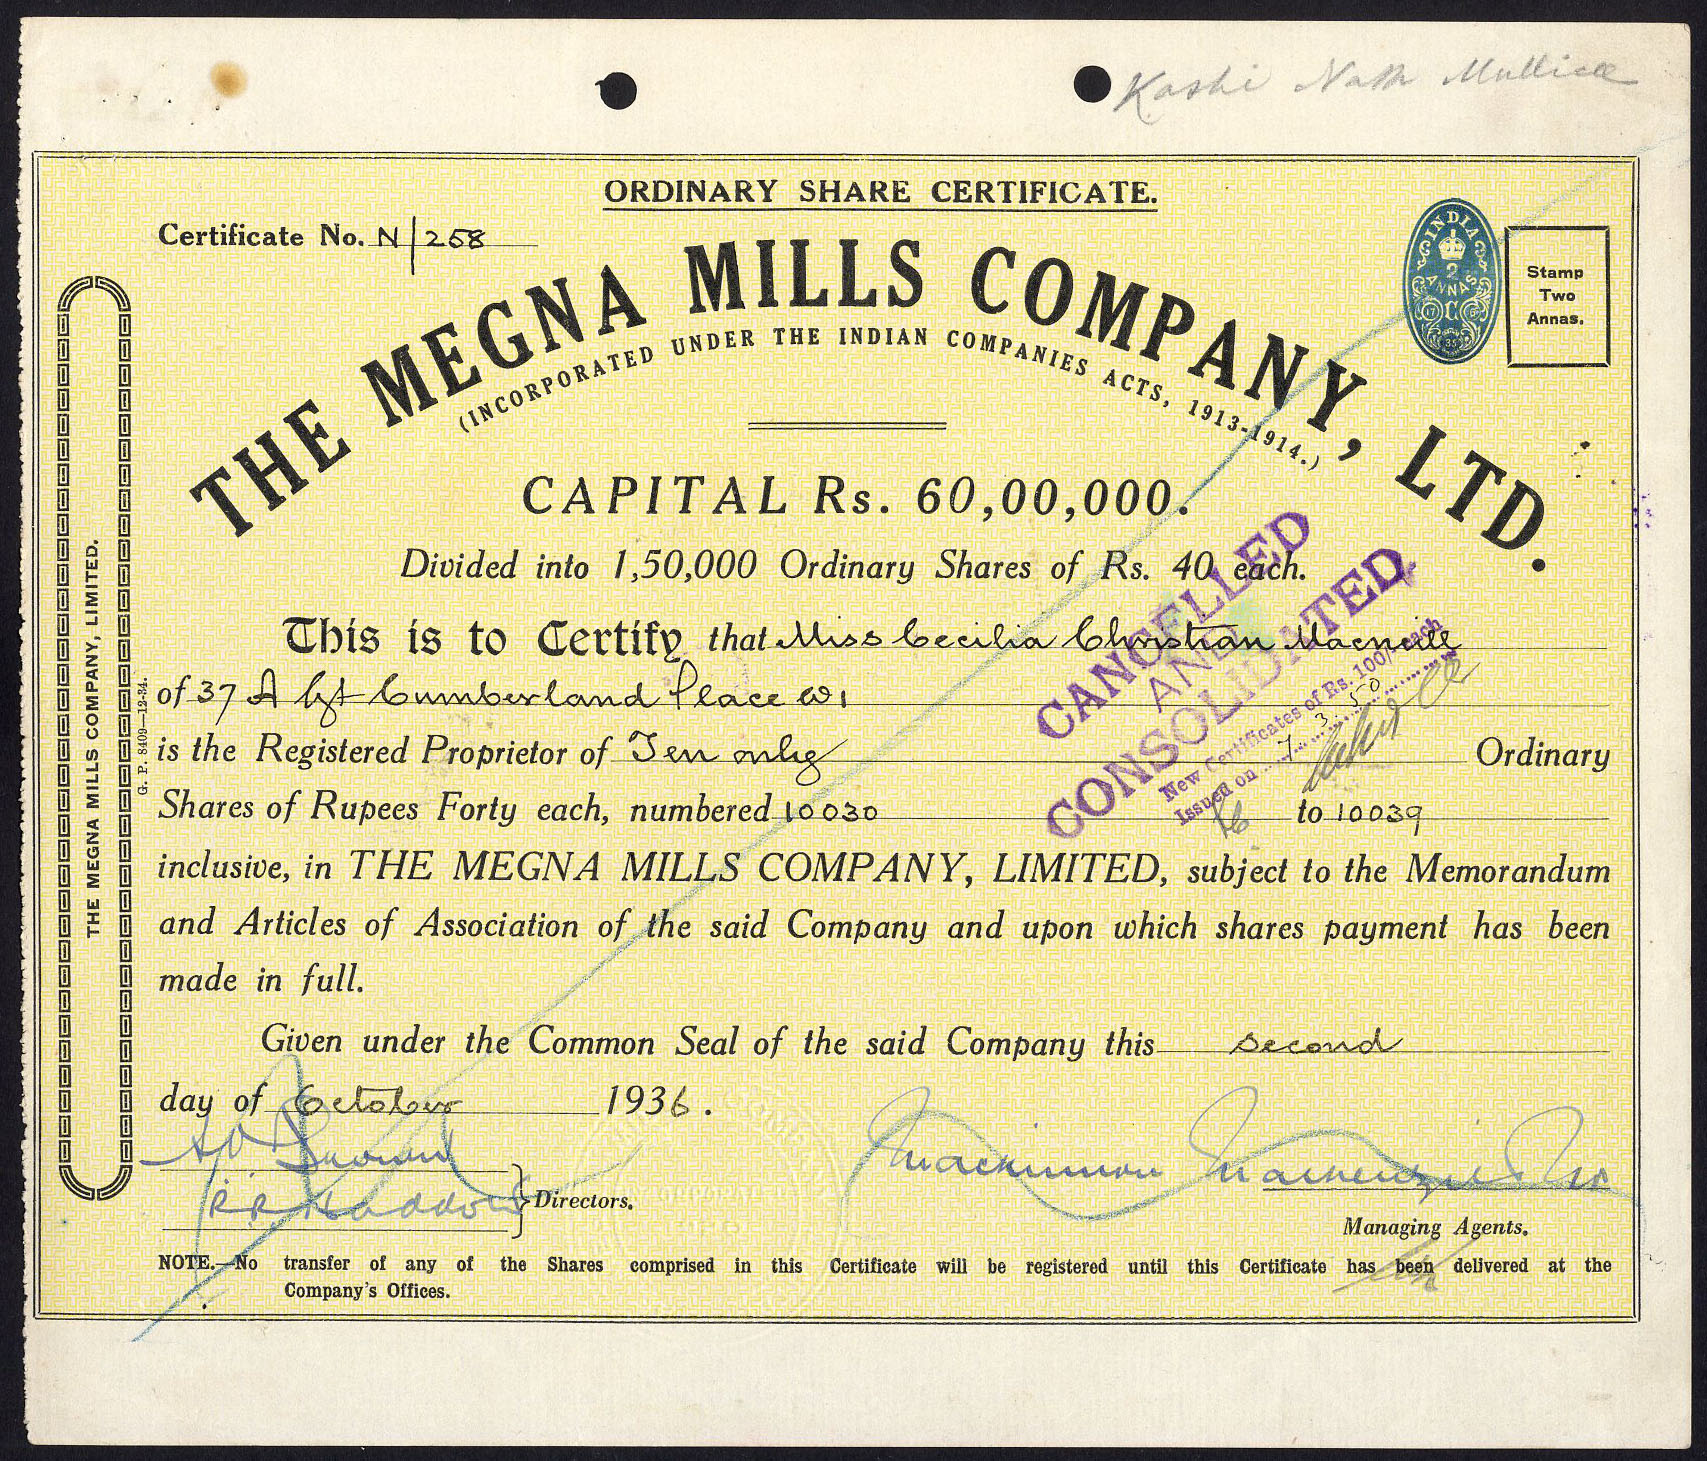 Kashi Nath Mullick
ORDINARY SHARE CERTIFICATE.
Certificate No. N/258
INDIA
2
ANNAS
C
35
Stamp
Two
Annas.
THE MEGNA MILLS COMPANY, LTD.
(INCORPORATED UNDER THE INDIAN COMPANIES ACTS, 1913-1914.)
CAPITAL Rs. 60,00,000.
Divided into 1,50,000 Ordinary Shares of Rs. 40 each.
This is to Certify that Miss Cecilia Christian Macneill
of 37 A Gt Cumberland Place W1
is the Registered Proprietor of Ten only Ordinary
Shares of Rupees Forty each, numbered 10030 to 10039
inclusive, in THE MEGNA MILLS COMPANY, LIMITED, subject to the Memorandum
and Articles of Association of the said Company and upon which shares payment has been
made in full.
CANCELLED
AND
CONSOLIDATED
New Certificates of Rs. 100/- each
Issued on 7.3.50
Given under the Common Seal of the said Company this second
day of October 1936.
Mackinnon Mackenzie & Co
R.R. Haddow
Directors.
Managing Agents.
NOTE.—No transfer of any of the Shares comprised in this Certificate will be registered until this Certificate has been delivered at the
Company's Offices.
THE MEGNA MILLS COMPANY, LIMITED.
G. P. 8409—12-34.